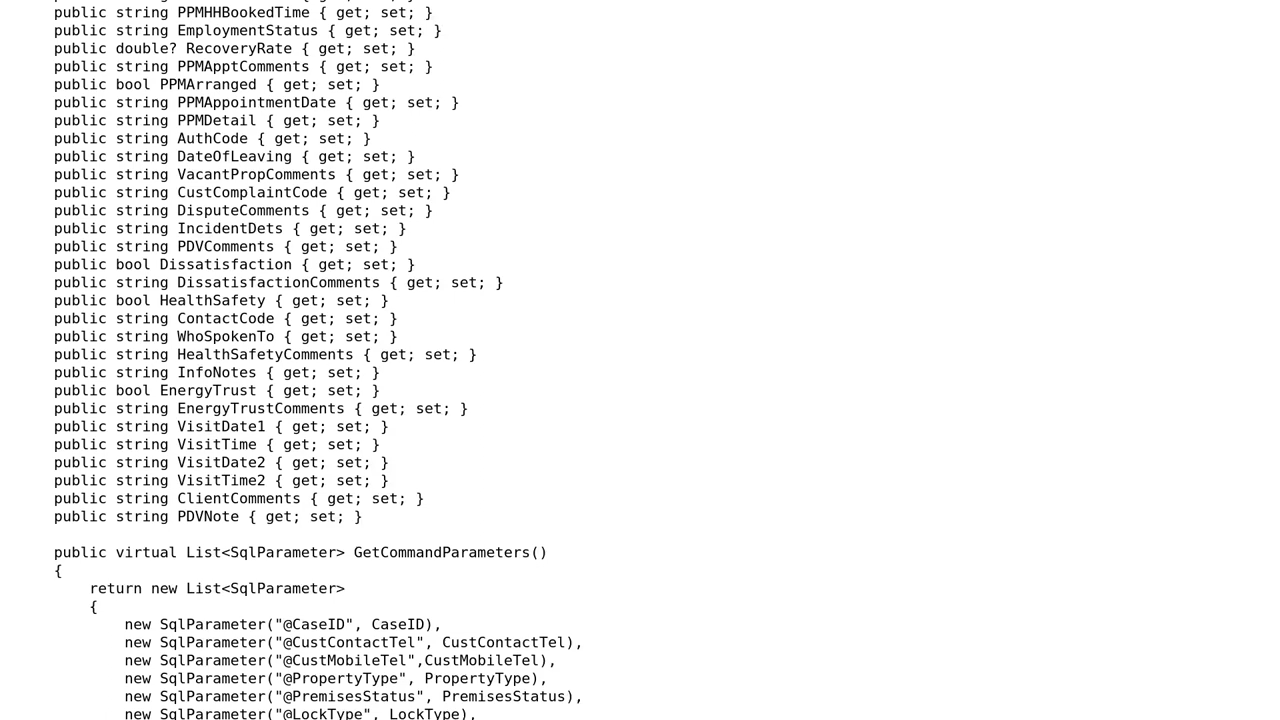 public string PPMHHBookedTime { get; set; }
public string EmploymentStatus { get; set; }
public double? RecoveryRate { get; set; }
public string PPMApptComments { get; set; }
public bool PPMArranged { get; set; }
public string PPMAppointmentDate { get; set; }
public string PPMDetail { get; set; }
public string AuthCode { get; set; }
public string DateOfLeaving { get; set; }
public string VacantPropComments { get; set; }
public string CustComplaintCode { get; set; }
public string DisputeComments { get; set; }
public string IncidentDets { get; set; }
public string PDVComments { get; set; }
public bool Dissatisfaction { get; set; }
public string DissatisfactionComments { get; set; }
public bool HealthSafety { get; set; }
public string ContactCode { get; set; }
public string WhoSpokenTo { get; set; }
public string HealthSafetyComments { get; set; }
public string InfoNotes { get; set; }
public bool EnergyTrust { get; set; }
public string EnergyTrustComments { get; set; }
public string VisitDate1 { get; set; }
public string VisitTime { get; set; }
public string VisitDate2 { get; set; }
public string VisitTime2 { get; set; }
public string ClientComments { get; set; }
public string PDVNote { get; set; }
public virtual List<SqlParameter> GetCommandParameters()
{
return new List<SqlParameter>
{
new SqlParameter("@CaseID", CaseID),
new SqlParameter("@CustContactTel", CustContactTel),
new SqlParameter("@CustMobileTel",CustMobileTel),
new SqlParameter("@PropertyType", PropertyType),
new SqlParameter("@PremisesStatus", PremisesStatus),
new SqlParameter("@LockType", LockType),